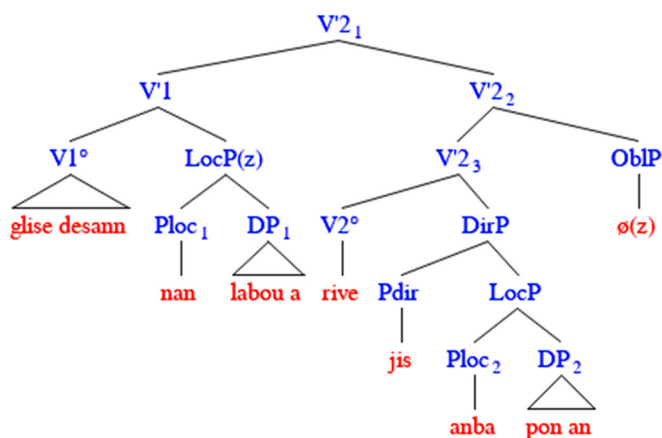 V'2₁
V'1 V'2₂
V1° LocP(z) V'2₃ OblP
glise desann Ploc₁ DP₁ V2° DirP ø(z)
nan labou a rive Pdir LocP
jis Ploc₂ DP₂
anba pon an